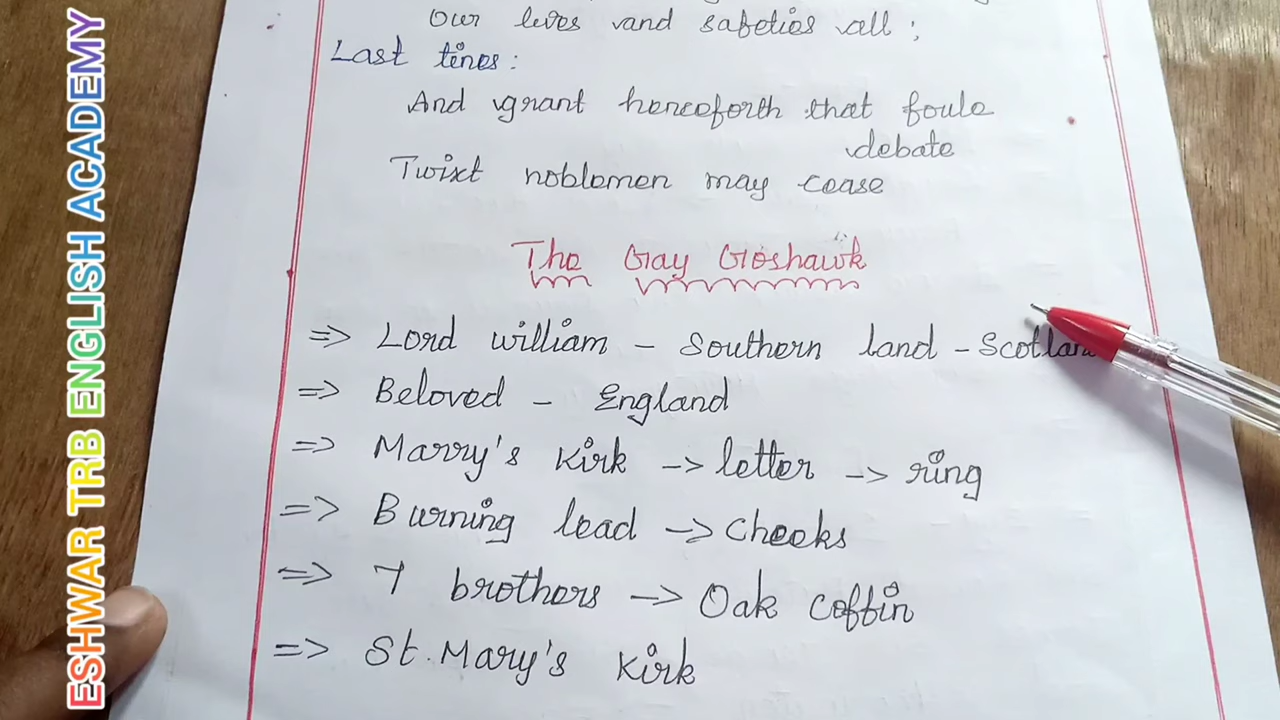 our lives and safeties all ;
Last lines :
And grant henceforth that foule
debate
Twixt noblemen may cease
The Gay Goshawk
=> Lord william - Southern land - Scotland
=> Beloved - England
=> Marry's Kirk -> letter -> ring
=> Burning lead -> Cheeks
=> 7 brothers -> Oak Coffin
=> St. Mary's Kirk
ESHWAR TRB ENGLISH ACADEMY